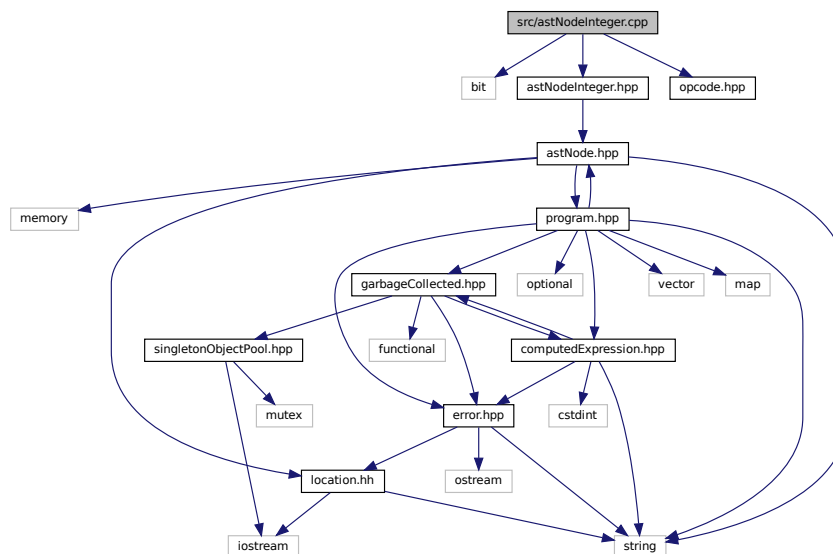 src/astNodeInteger.cpp
bit
astNodeInteger.hpp
opcode.hpp
astNode.hpp
memory
program.hpp
garbageCollected.hpp
optional
vector
map
singletonObjectPool.hpp
functional
computedExpression.hpp
mutex
error.hpp
cstdint
location.hh
ostream
iostream
string